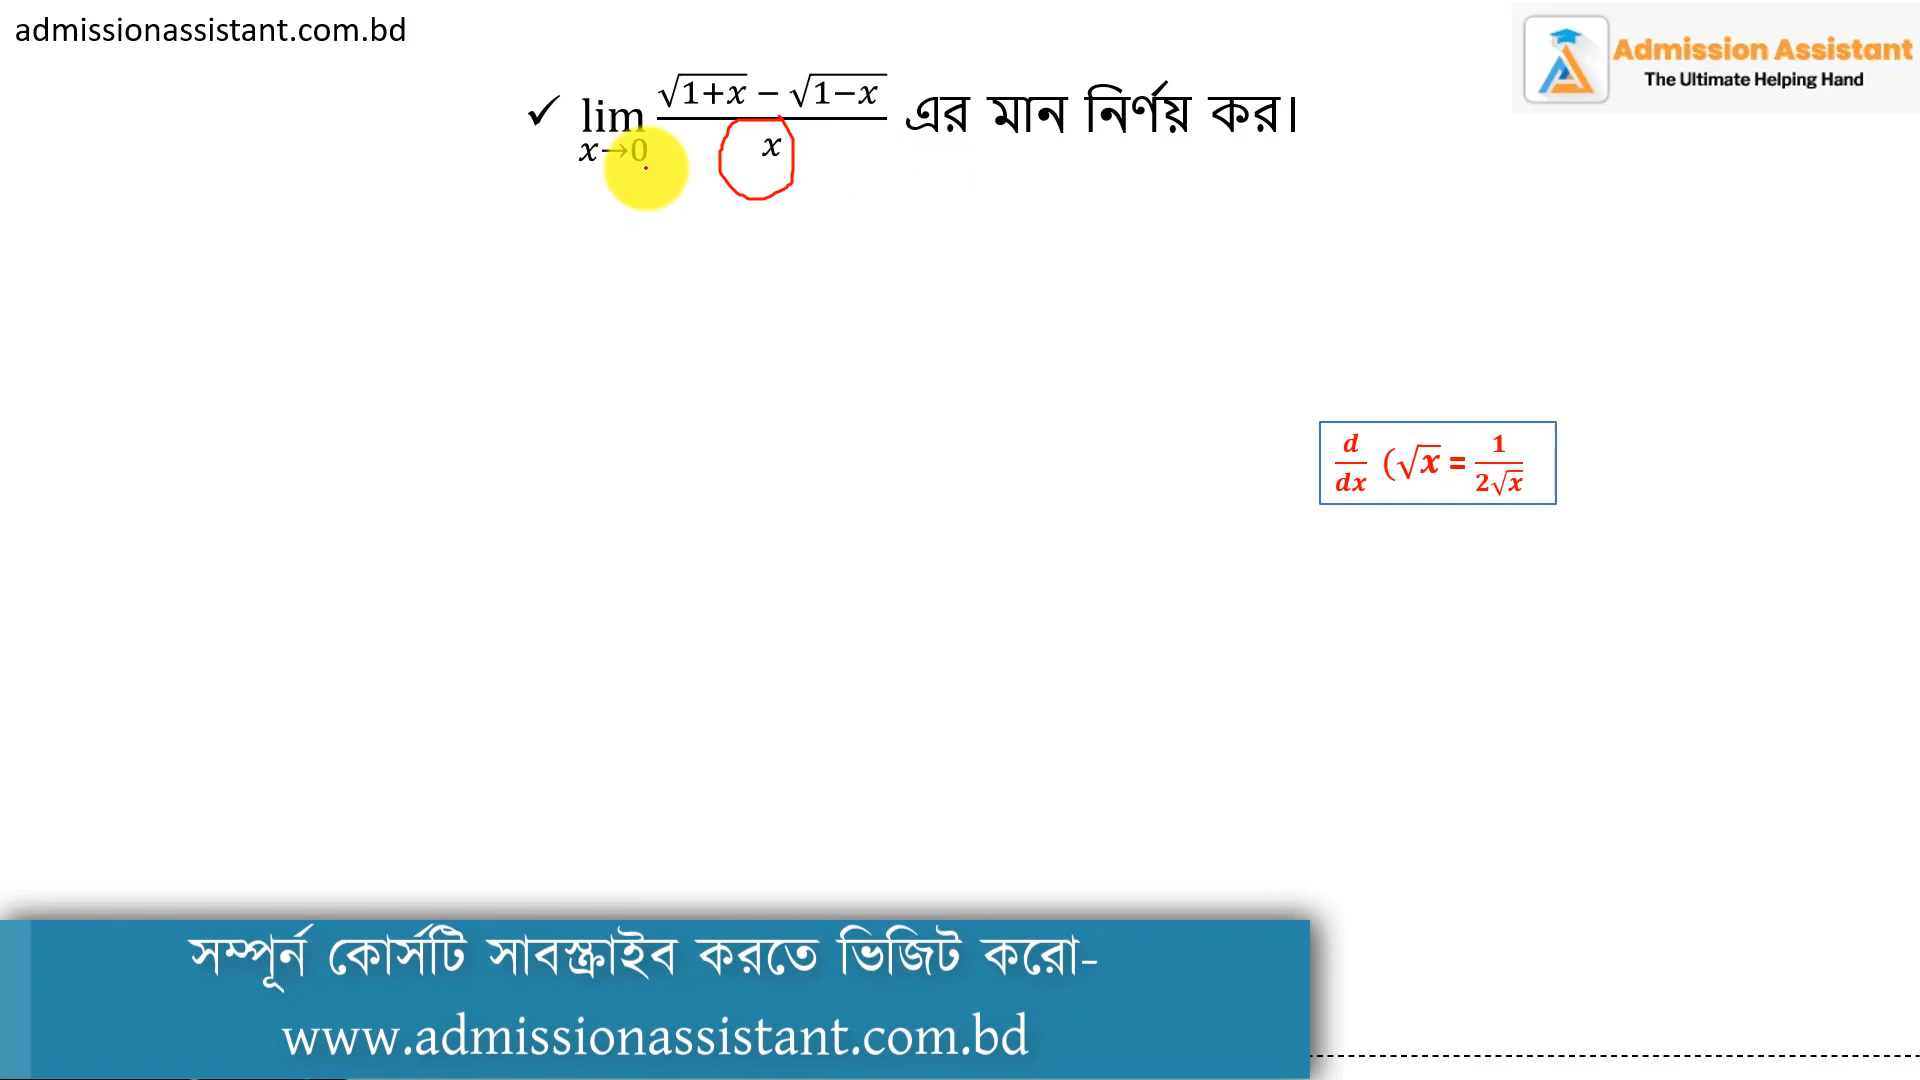 admissionassistant.com.bd
Admission Assistant
The Ultimate Helping Hand
✓ lim x→0 (√(1+x) − √(1−x))/x এর মান নির্ণয় কর।
d/dx (√x = 1/(2√x)
সম্পূর্ন কোর্সটি সাবস্ক্রাইব করতে ভিজিট করো-
www.admissionassistant.com.bd